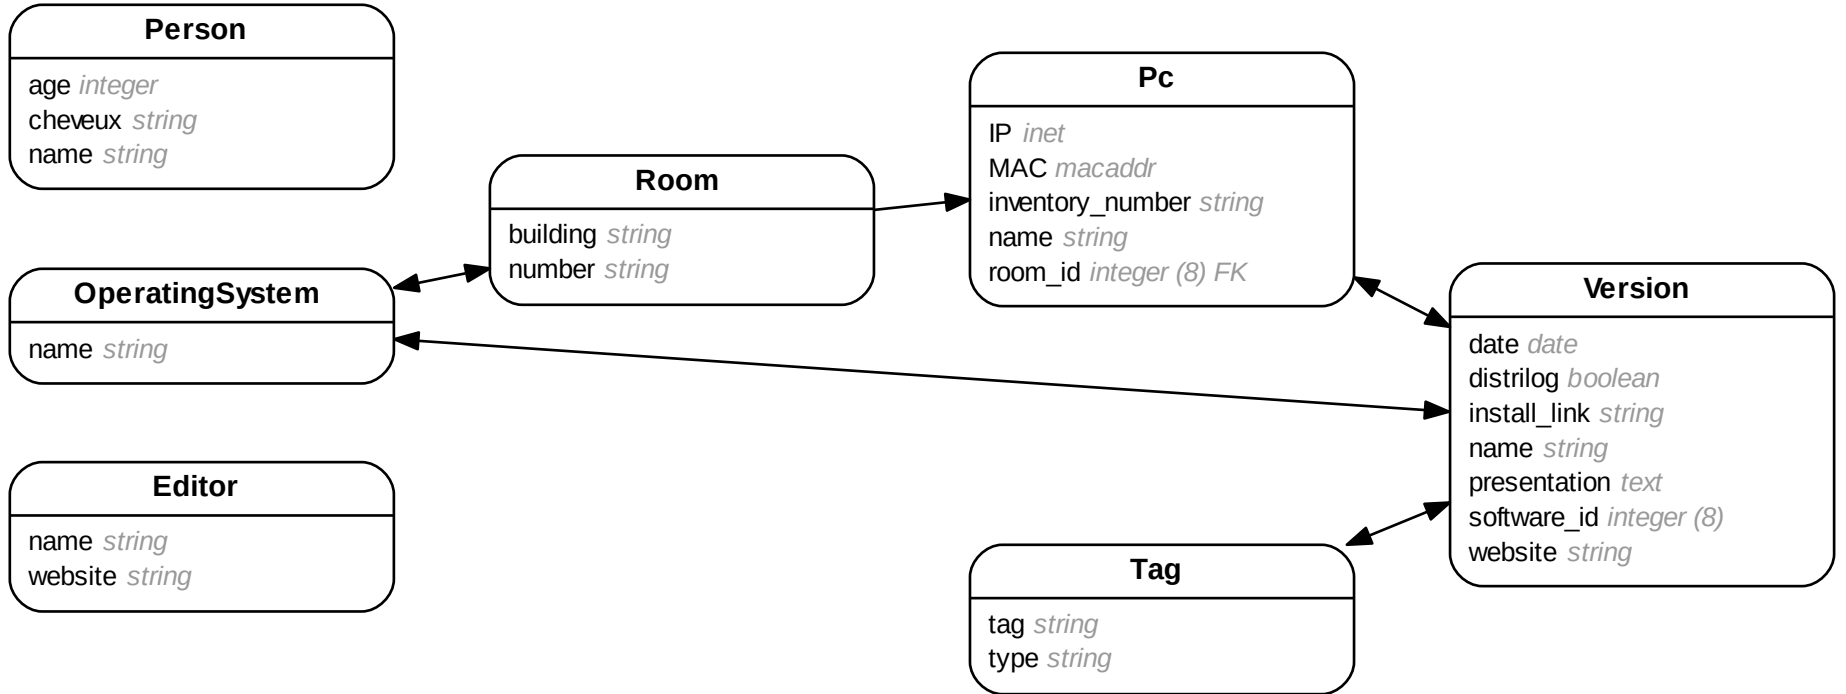 Person
age integer
cheveux string
name string
OperatingSystem
name string
Editor
name string
website string
Room
building string
number string
Pc
IP inet
MAC macaddr
inventory_number string
name string
room_id integer (8) FK
Tag
tag string
type string
Version
date date
distrilog boolean
install_link string
name string
presentation text
software_id integer (8)
website string